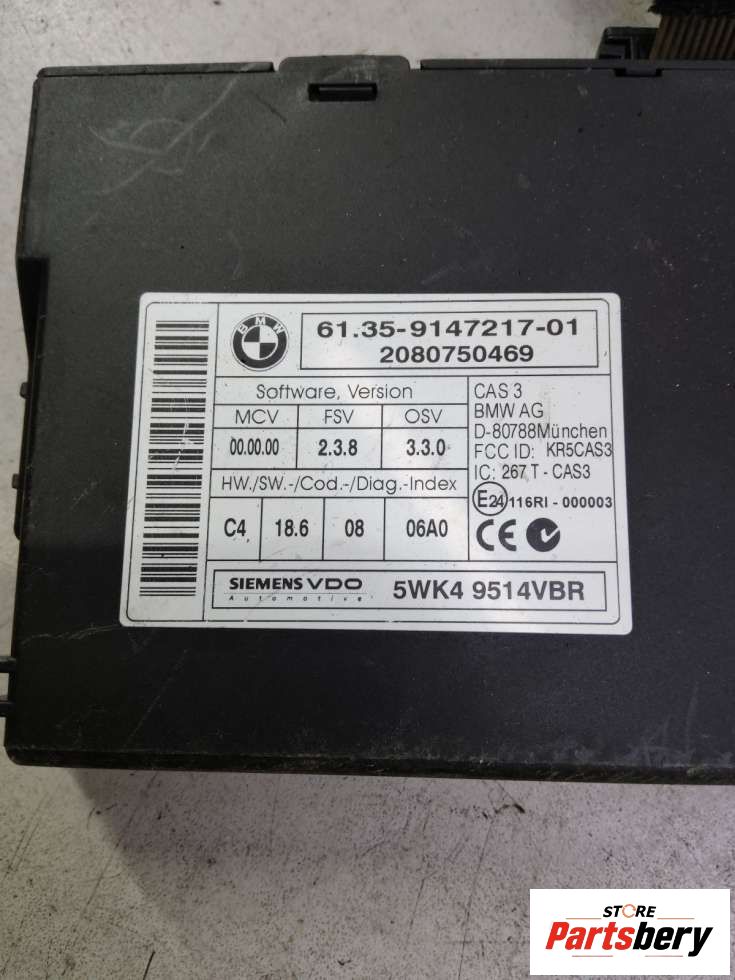 BMW
61.35-9147217-01
2080750469
Software, Version
MCV FSV OSV
00.00.00 2.3.8 3.3.0
HW./SW.-/Cod.-/Diag.-Index
C4 18.6 08 06A0
CAS 3
BMW AG
D-80788München
FCC ID: KR5CAS3
IC: 267 T - CAS3
E24 116RI - 000003
CE
SIEMENS VDO
Automotive
5WK4 9514VBR
STORE
Partsbery